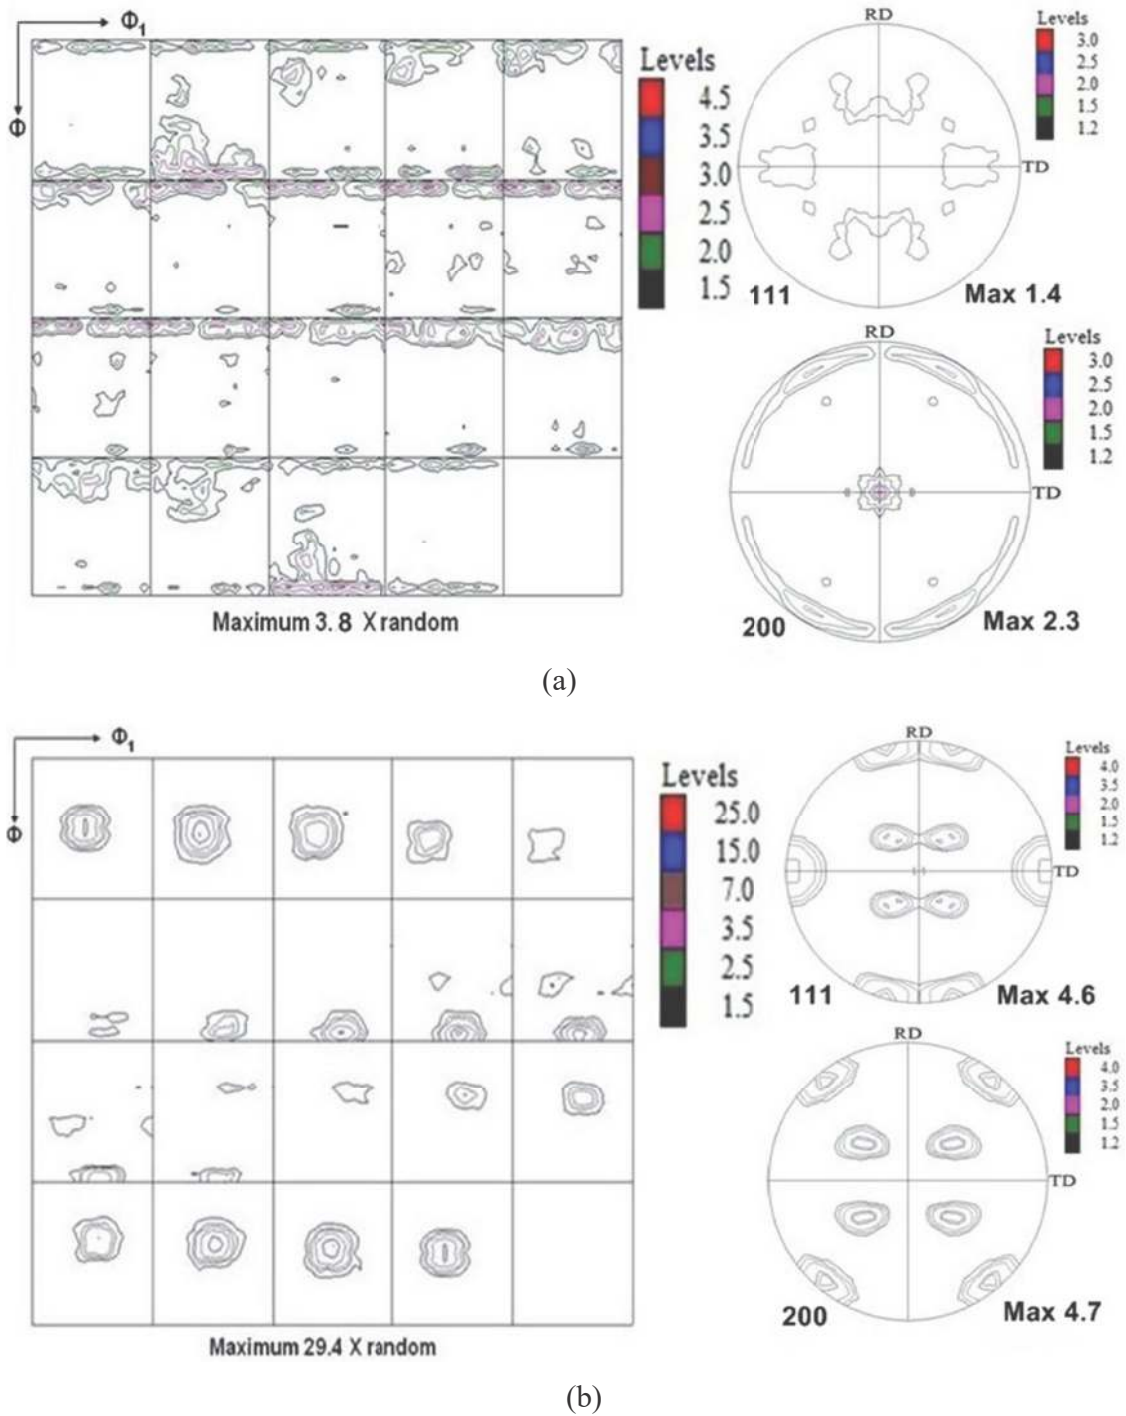 Φ₁
Φ
Levels
4.5
3.5
3.0
2.5
2.0
1.5
Maximum 3.8 X random
RD
TD
111
Max 1.4
Levels
3.0
2.5
2.0
1.5
1.2
RD
TD
200
Max 2.3
Levels
3.0
2.5
2.0
1.5
1.2
(a)
Φ₁
Φ
Levels
25.0
15.0
7.0
3.5
2.5
1.5
Maximum 29.4 X random
RD
TD
111
Max 4.6
Levels
4.0
3.5
2.0
1.5
1.2
RD
TD
200
Max 4.7
Levels
4.0
3.5
2.0
1.5
1.2
(b)